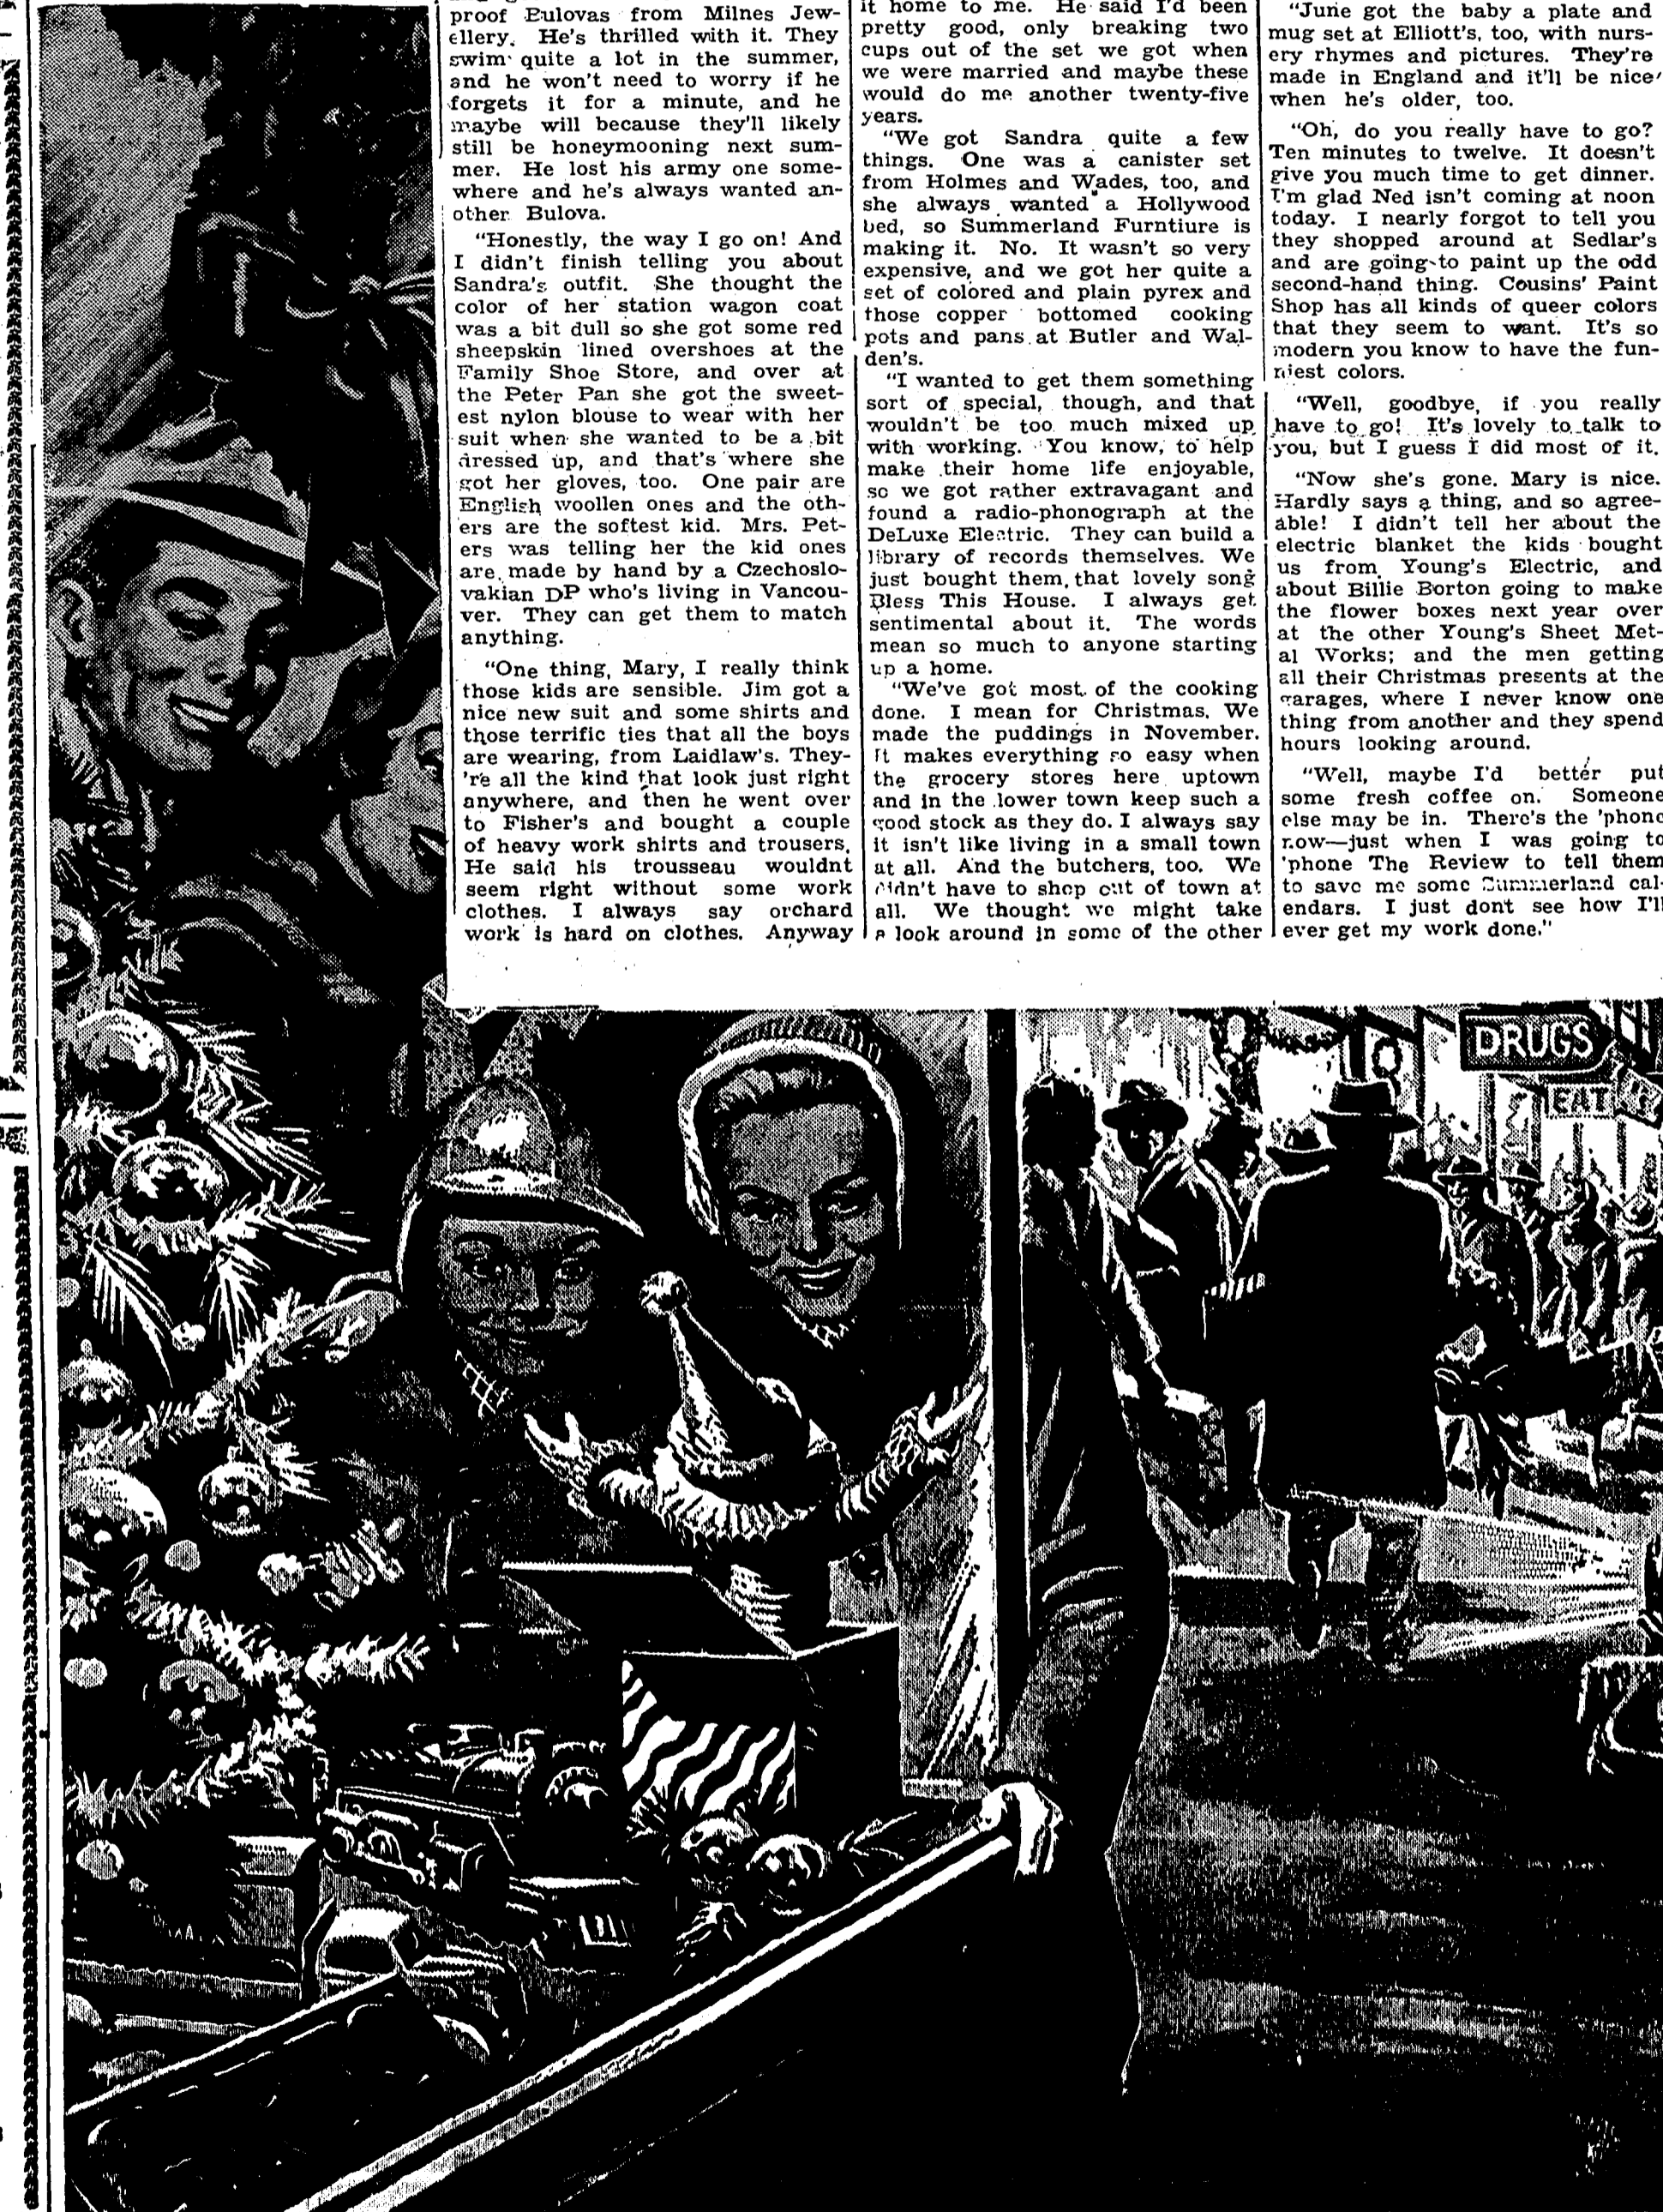 proof Bulovas from Milnes Jew-
ellery. He's thrilled with it. They
swim quite a lot in the summer,
and he won't need to worry if he
forgets it for a minute, and he
maybe will because they'll likely
still be honeymooning next sum-
mer. He lost his army one some-
where and he's always wanted an-
other Bulova.
"Honestly, the way I go on! And
I didn't finish telling you about
Sandra's outfit. She thought the
color of her station wagon coat
was a bit dull so she got some red
sheepskin lined overshoes at the
Family Shoe Store, and over at
the Peter Pan she got the sweet-
est nylon blouse to wear with her
suit when she wanted to be a bit
dressed up, and that's where she
got her gloves, too. One pair are
English woollen ones and the oth-
ers are the softest kid. Mrs. Pet-
ers was telling her the kid ones
are made by hand by a Czechoslo-
vakian DP who's living in Vancou-
ver. They can get them to match
anything.
"One thing, Mary, I really think
those kids are sensible. Jim got a
nice new suit and some shirts and
those terrific ties that all the boys
are wearing, from Laidlaw's. They-
're all the kind that look just right
anywhere, and then he went over
to Fisher's and bought a couple
of heavy work shirts and trousers.
He said his trousseau wouldnt
seem right without some work
clothes. I always say orchard
work is hard on clothes. Anyway
it home to me. He said I'd been
pretty good, only breaking two
cups out of the set we got when
we were married and maybe these
would do me another twenty-five
years.
"We got Sandra quite a few
things. One was a canister set
from Holmes and Wades, too, and
she always wanted a Hollywood
bed, so Summerland Furntiure is
making it. No. It wasn't so very
expensive, and we got her quite a
set of colored and plain pyrex and
those copper bottomed cooking
pots and pans at Butler and Wal-
den's.
"I wanted to get them something
sort of special, though, and that
wouldn't be too much mixed up
with working. You know, to help
make their home life enjoyable,
so we got rather extravagant and
found a radio-phonograph at the
DeLuxe Electric. They can build a
library of records themselves. We
just bought them that lovely song
Bless This House. I always get
sentimental about it. The words
mean so much to anyone starting
up a home.
"We've got most of the cooking
done. I mean for Christmas. We
made the puddings in November.
It makes everything so easy when
the grocery stores here uptown
and in the lower town keep such a
good stock as they do. I always say
it isn't like living in a small town
at all. And the butchers, too. We
didn't have to shop out of town at
all. We thought we might take
a look around in some of the other
"June got the baby a plate and
mug set at Elliott's, too, with nurs-
ery rhymes and pictures. They're
made in England and it'll be nice
when he's older, too.
"Oh, do you really have to go?
Ten minutes to twelve. It doesn't
give you much time to get dinner.
I'm glad Ned isn't coming at noon
today. I nearly forgot to tell you
they shopped around at Sedlar's
and are going to paint up the odd
second-hand thing. Cousins' Paint
Shop has all kinds of queer colors
that they seem to want. It's so
modern you know to have the fun-
niest colors.
"Well, goodbye, if you really
have to go! It's lovely to talk to
you, but I guess I did most of it.
"Now she's gone. Mary is nice.
Hardly says a thing, and so agree-
able! I didn't tell her about the
electric blanket the kids bought
us from Young's Electric, and
about Billie Borton going to make
the flower boxes next year over
at the other Young's Sheet Met-
al Works; and the men getting
all their Christmas presents at the
garages, where I never know one
thing from another and they spend
hours looking around.
"Well, maybe I'd better put
some fresh coffee on. Someone
else may be in. There's the 'phone
now—just when I was going to
'phone The Review to tell them
to save me some Summerland cal-
endars. I just dont see how I'll
ever get my work done."
DRUGS
EAT